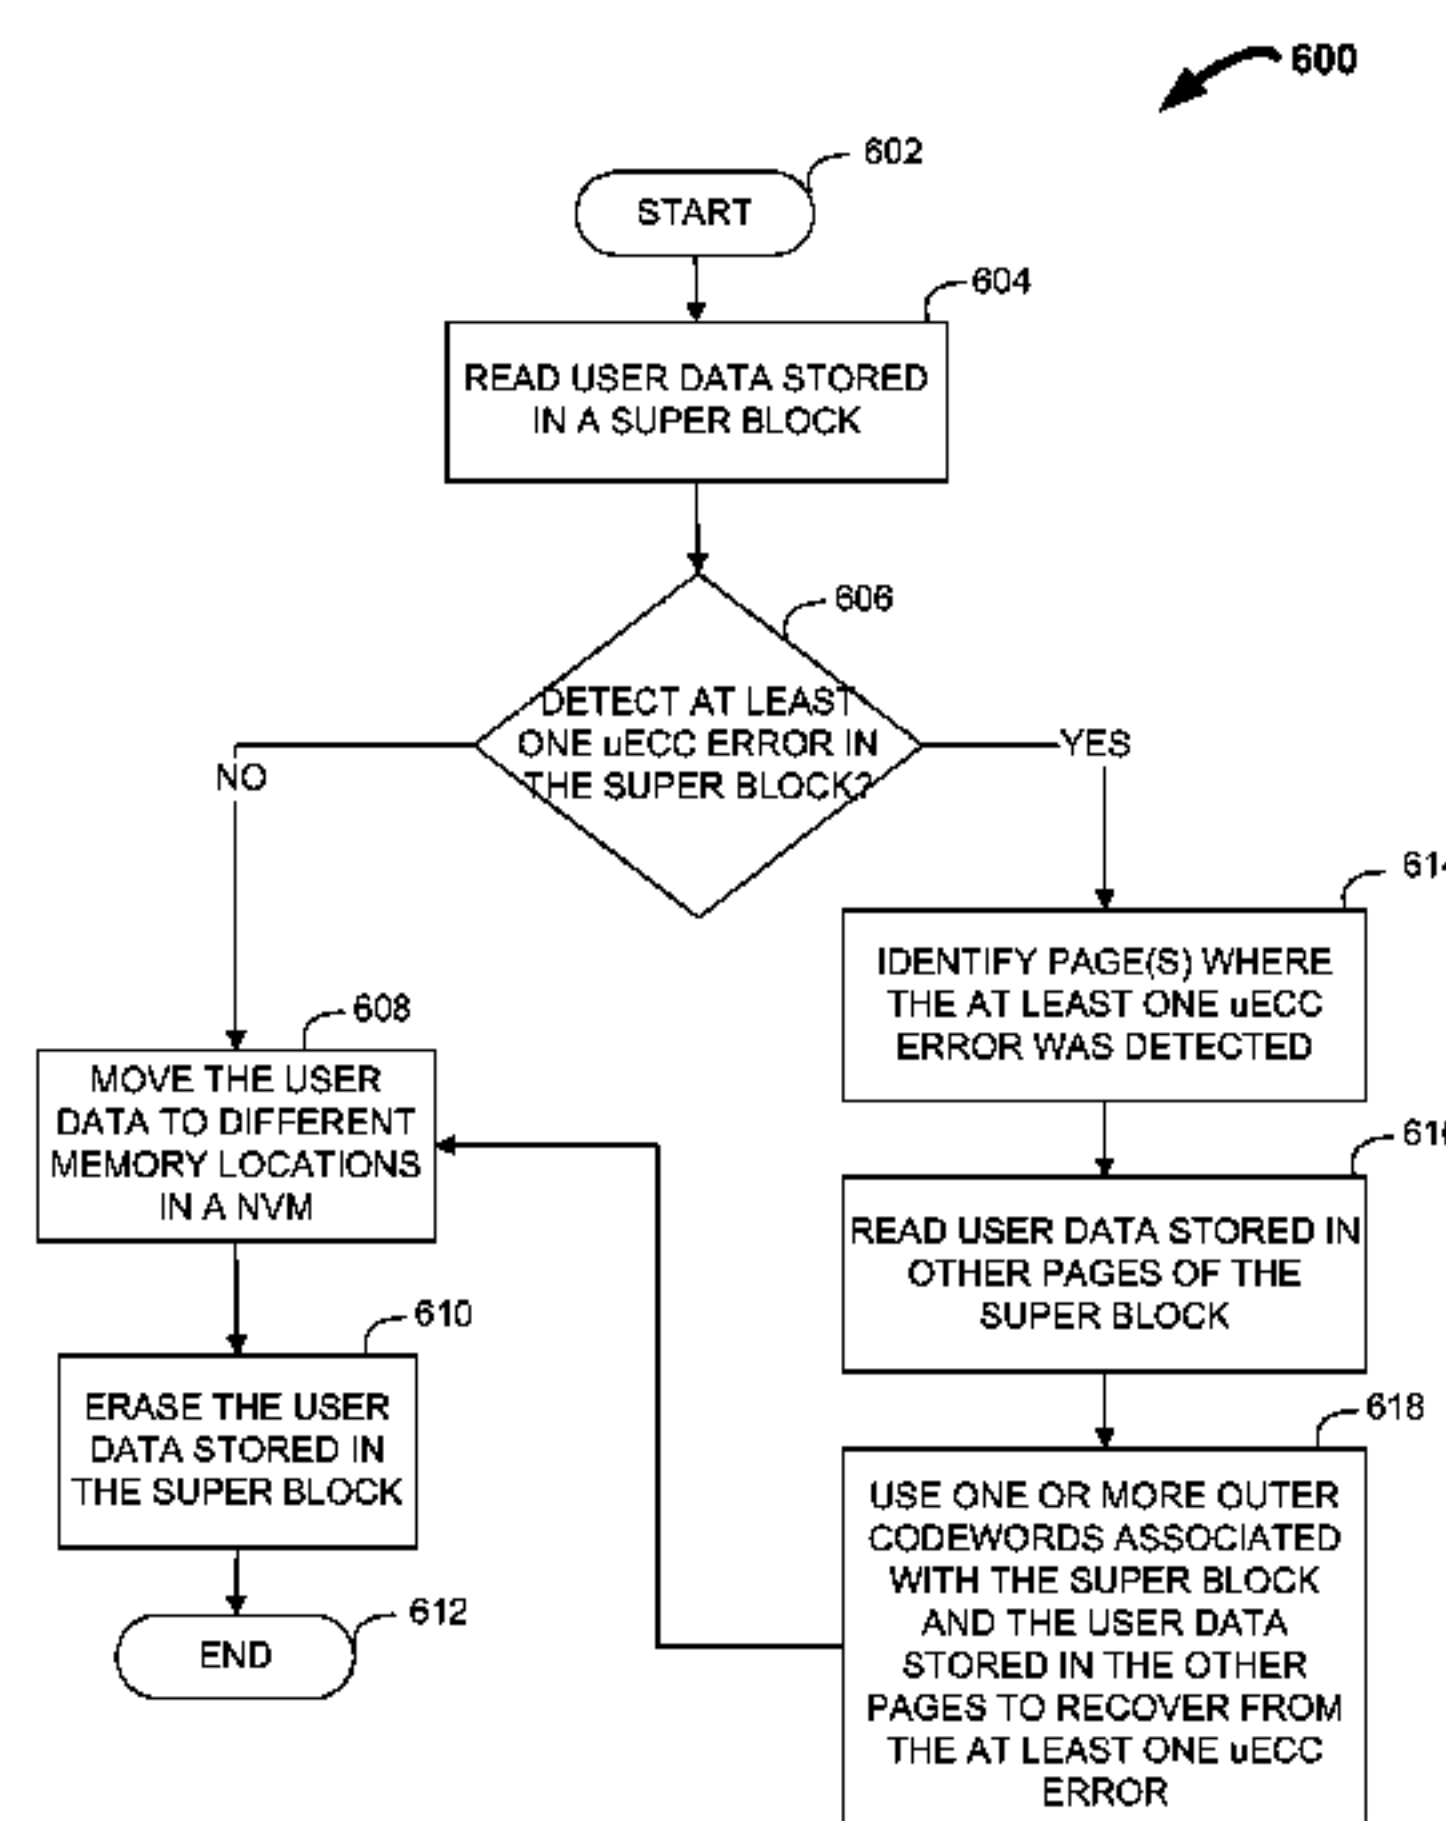 600
602
START
604
READ USER DATA STORED
IN A SUPER BLOCK
606
DETECT AT LEAST
ONE uECC ERROR IN
THE SUPER BLOCK?
NO
YES
614
IDENTIFY PAGE(S) WHERE
THE AT LEAST ONE uECC
ERROR WAS DETECTED
608
MOVE THE USER
DATA TO DIFFERENT
MEMORY LOCATIONS
IN A NVM
616
READ USER DATA STORED IN
OTHER PAGES OF THE
SUPER BLOCK
610
ERASE THE USER
DATA STORED IN
THE SUPER BLOCK
618
USE ONE OR MORE OUTER
CODEWORDS ASSOCIATED
WITH THE SUPER BLOCK
AND THE USER DATA
STORED IN THE OTHER
PAGES TO RECOVER FROM
THE AT LEAST ONE uECC
ERROR
612
END